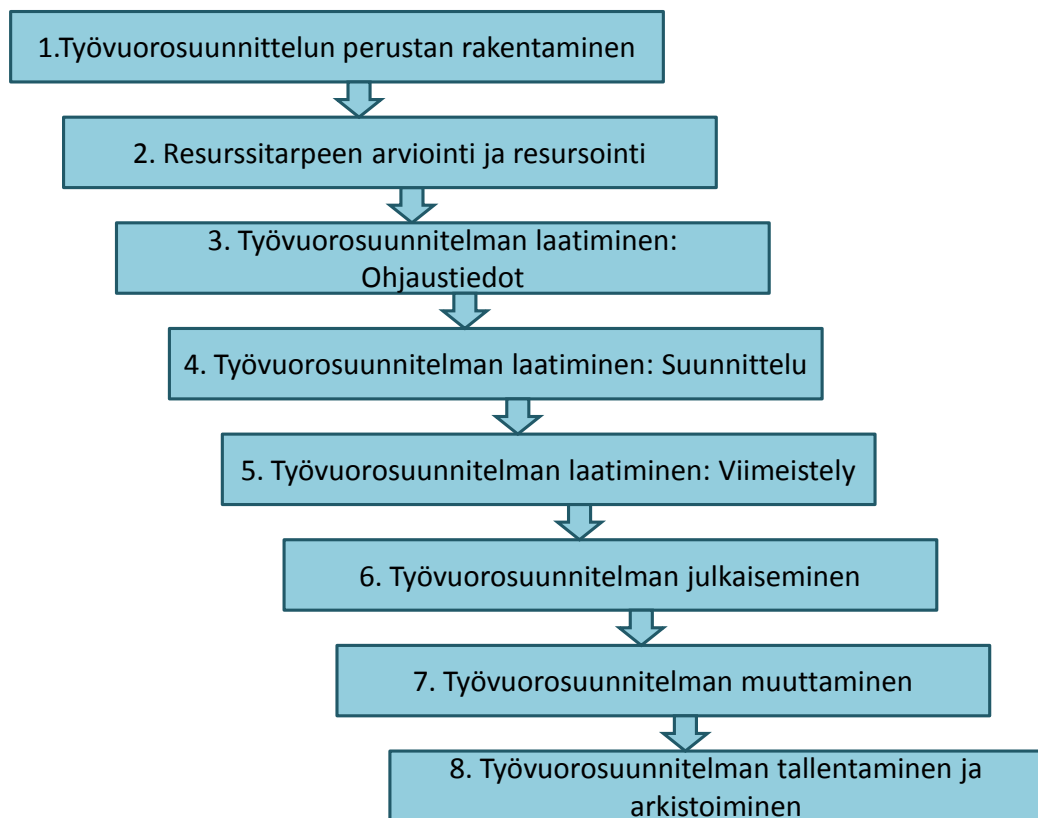 1.Työvuorosuunnittelun perustan rakentaminen
2. Resurssitarpeen arviointi ja resursointi
3. Työvuorosuunnitelman laatiminen:
Ohjaustiedot
4. Työvuorosuunnitelman laatiminen: Suunnittelu
5. Työvuorosuunnitelman laatiminen: Viimeistely
6. Työvuorosuunnitelman julkaiseminen
7. Työvuorosuunnitelman muuttaminen
8. Työvuorosuunnitelman tallentaminen ja
arkistoiminen